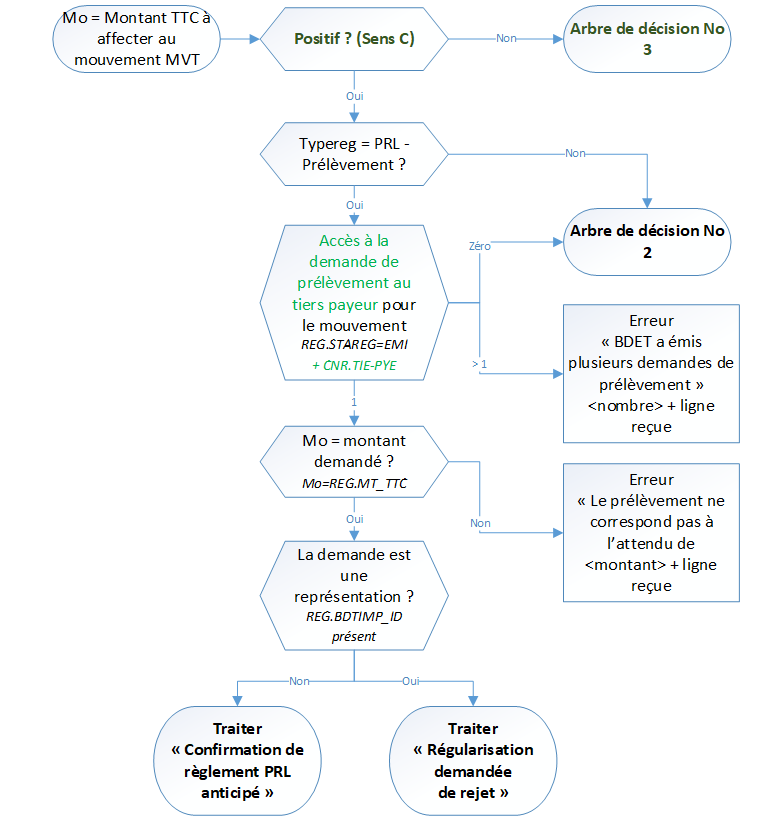 Mo = Montant TTC à
affecter au
mouvement MVT
Positif ? (Sens C)
Non
Arbre de décision No
3
Oui
Typereg = PRL -
Prélèvement ?
Non
Oui
Arbre de décision No
2
Accès à la
demande de
prélèvement au
tiers payeur pour
le mouvement
REG.STAREG=EMI
+ CNR.TIE-PYE
Zéro
> 1
Erreur
« BDET a émis
plusieurs demandes de
prélèvement »
<nombre> + ligne
reçue
1
Mo = montant
demandé ?
Mo=REG.MT_TTC
Non
Erreur
« Le prélèvement ne
correspond pas à
l’attendu de
<montant> + ligne
reçue
Oui
La demande est
une
représentation ?
REG.BDTIMP_ID
présent
Non
Oui
Traiter
« Confirmation de
règlement PRL
anticipé »
Traiter
« Régularisation
demandée
de rejet »